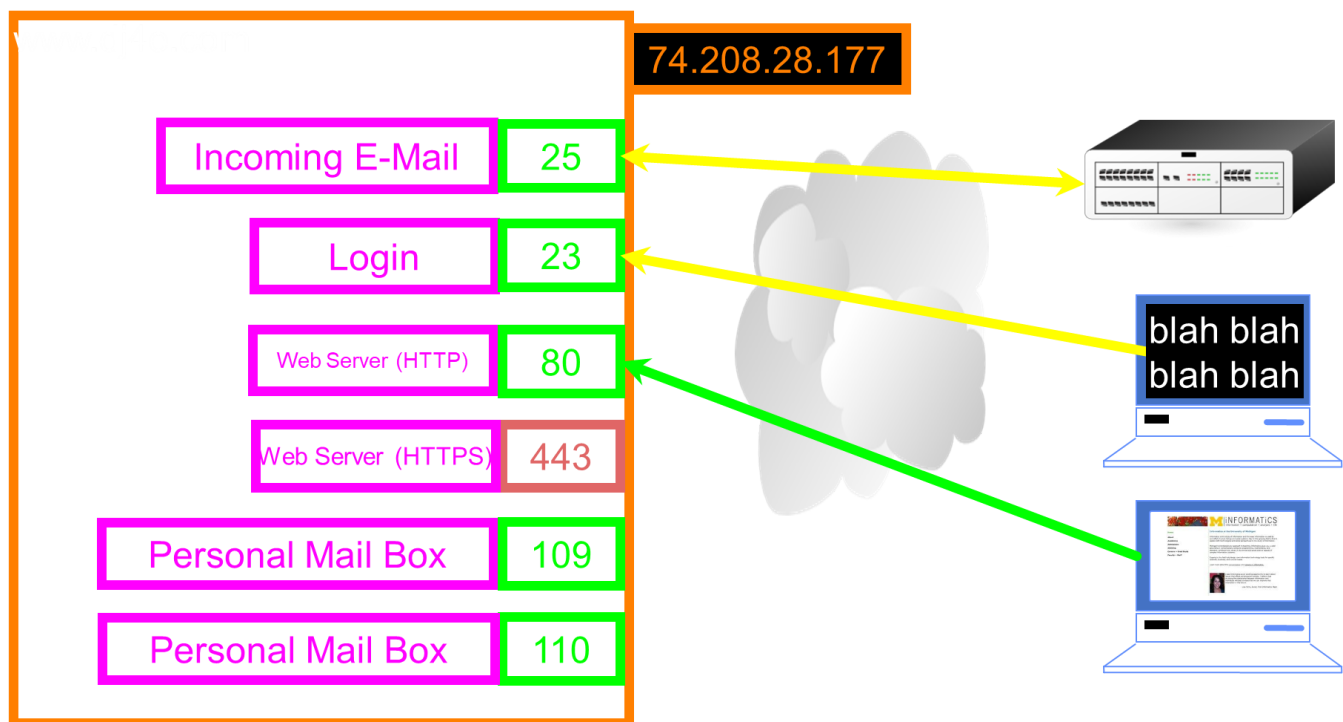 74.208.28.177
Incoming E-Mail 25
Login 23
blah blah
blah blah
Web Server (HTTP) 80
Web Server (HTTPS) 443
INFORMATICS
Personal Mail Box 109
Personal Mail Box 110